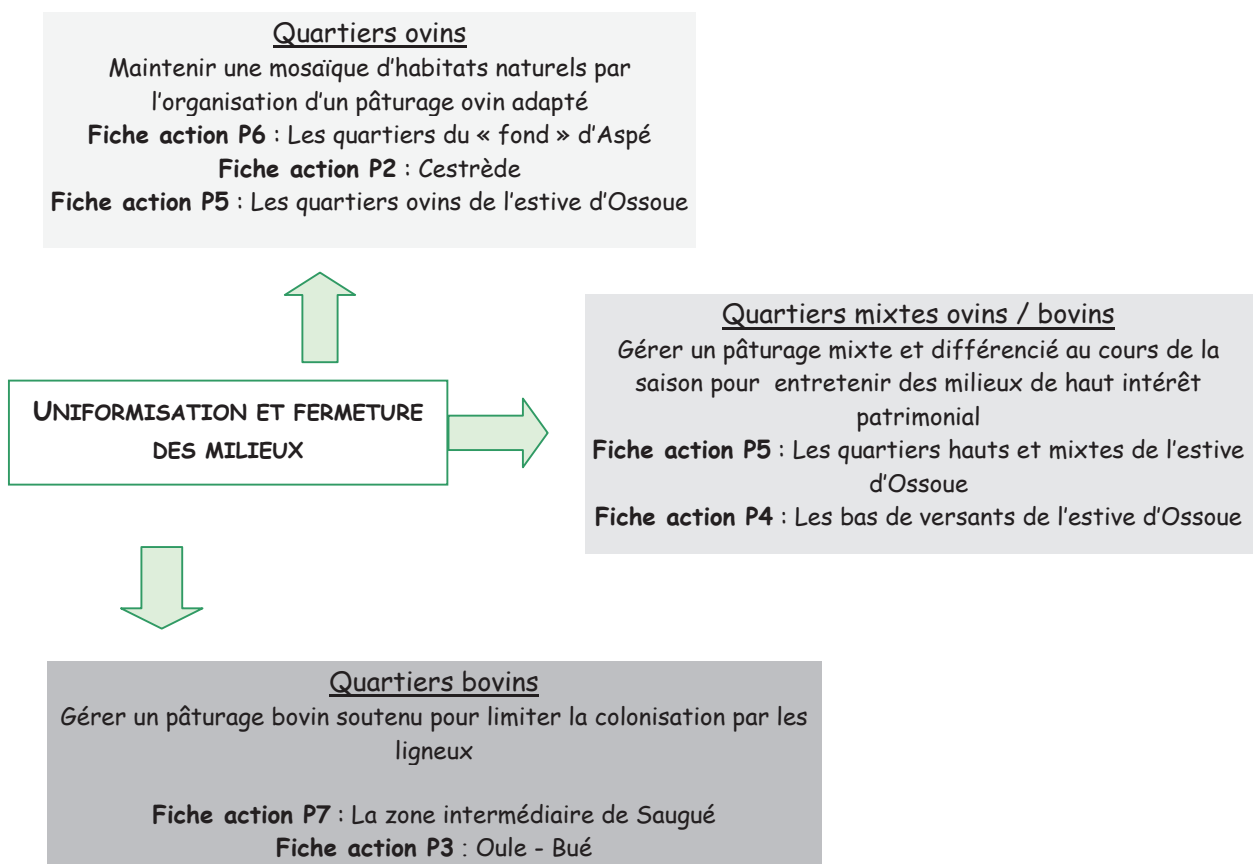 Quartiers ovins
Maintenir une mosaïque d'habitats naturels par
l'organisation d'un pâturage ovin adapté
Fiche action P6 : Les quartiers du « fond » d'Aspé
Fiche action P2 : Cestrède
Fiche action P5 : Les quartiers ovins de l'estive d'Ossoue
Quartiers mixtes ovins / bovins
Gérer un pâturage mixte et différencié au cours de la
saison pour entretenir des milieux de haut intérêt
patrimonial
Fiche action P5 : Les quartiers hauts et mixtes de l'estive
d'Ossoue
Fiche action P4 : Les bas de versants de l'estive d'Ossoue
UNIFORMISATION ET FERMETURE
DES MILIEUX
Quartiers bovins
Gérer un pâturage bovin soutenu pour limiter la colonisation par les
ligneux
Fiche action P7 : La zone intermédiaire de Saugué
Fiche action P3 : Oule - Bué